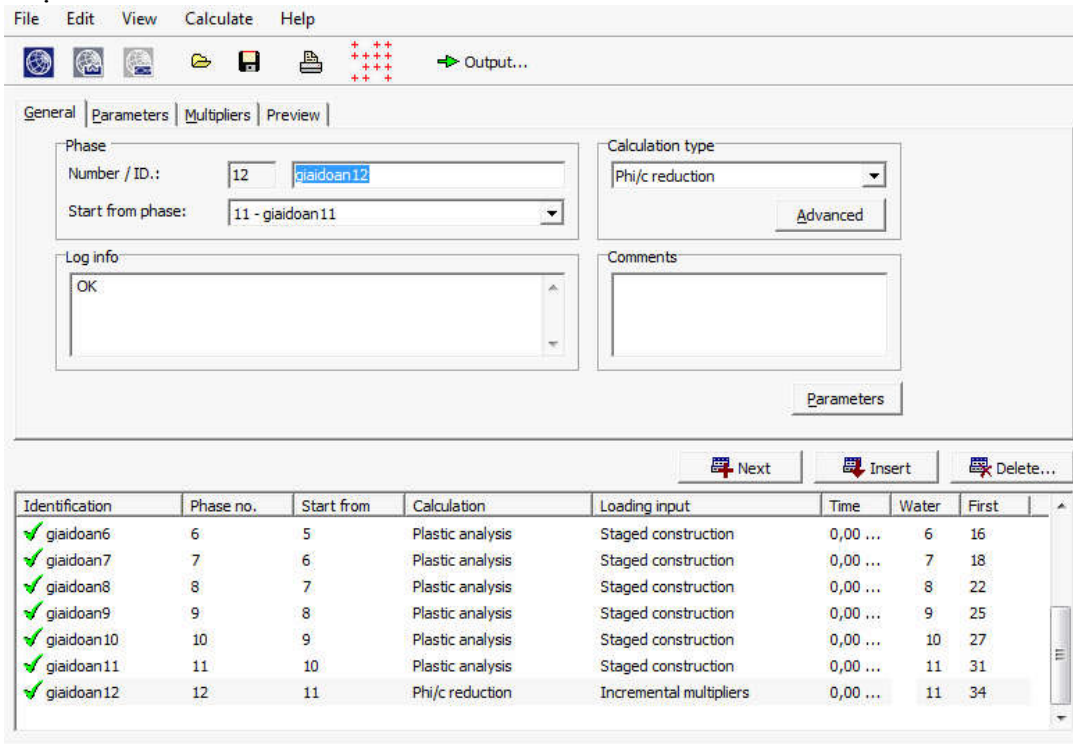 File Edit View Calculate Help
Output...
General Parameters Multipliers Preview
Phase
Number / ID.: 12 giaidoan12
Start from phase: 11 - giaidoan11
Calculation type
Phi/c reduction
Advanced
Log info
OK
Comments
Parameters
Next Insert Delete...
Identification Phase no. Start from Calculation Loading input Time Water First
giaidoan6 6 5 Plastic analysis Staged construction 0,00 ... 6 16
giaidoan7 7 6 Plastic analysis Staged construction 0,00 ... 7 18
giaidoan8 8 7 Plastic analysis Staged construction 0,00 ... 8 22
giaidoan9 9 8 Plastic analysis Staged construction 0,00 ... 9 25
giaidoan10 10 9 Plastic analysis Staged construction 0,00 ... 10 27
giaidoan11 11 10 Plastic analysis Staged construction 0,00 ... 11 31
giaidoan12 12 11 Phi/c reduction Incremental multipliers 0,00 ... 11 34